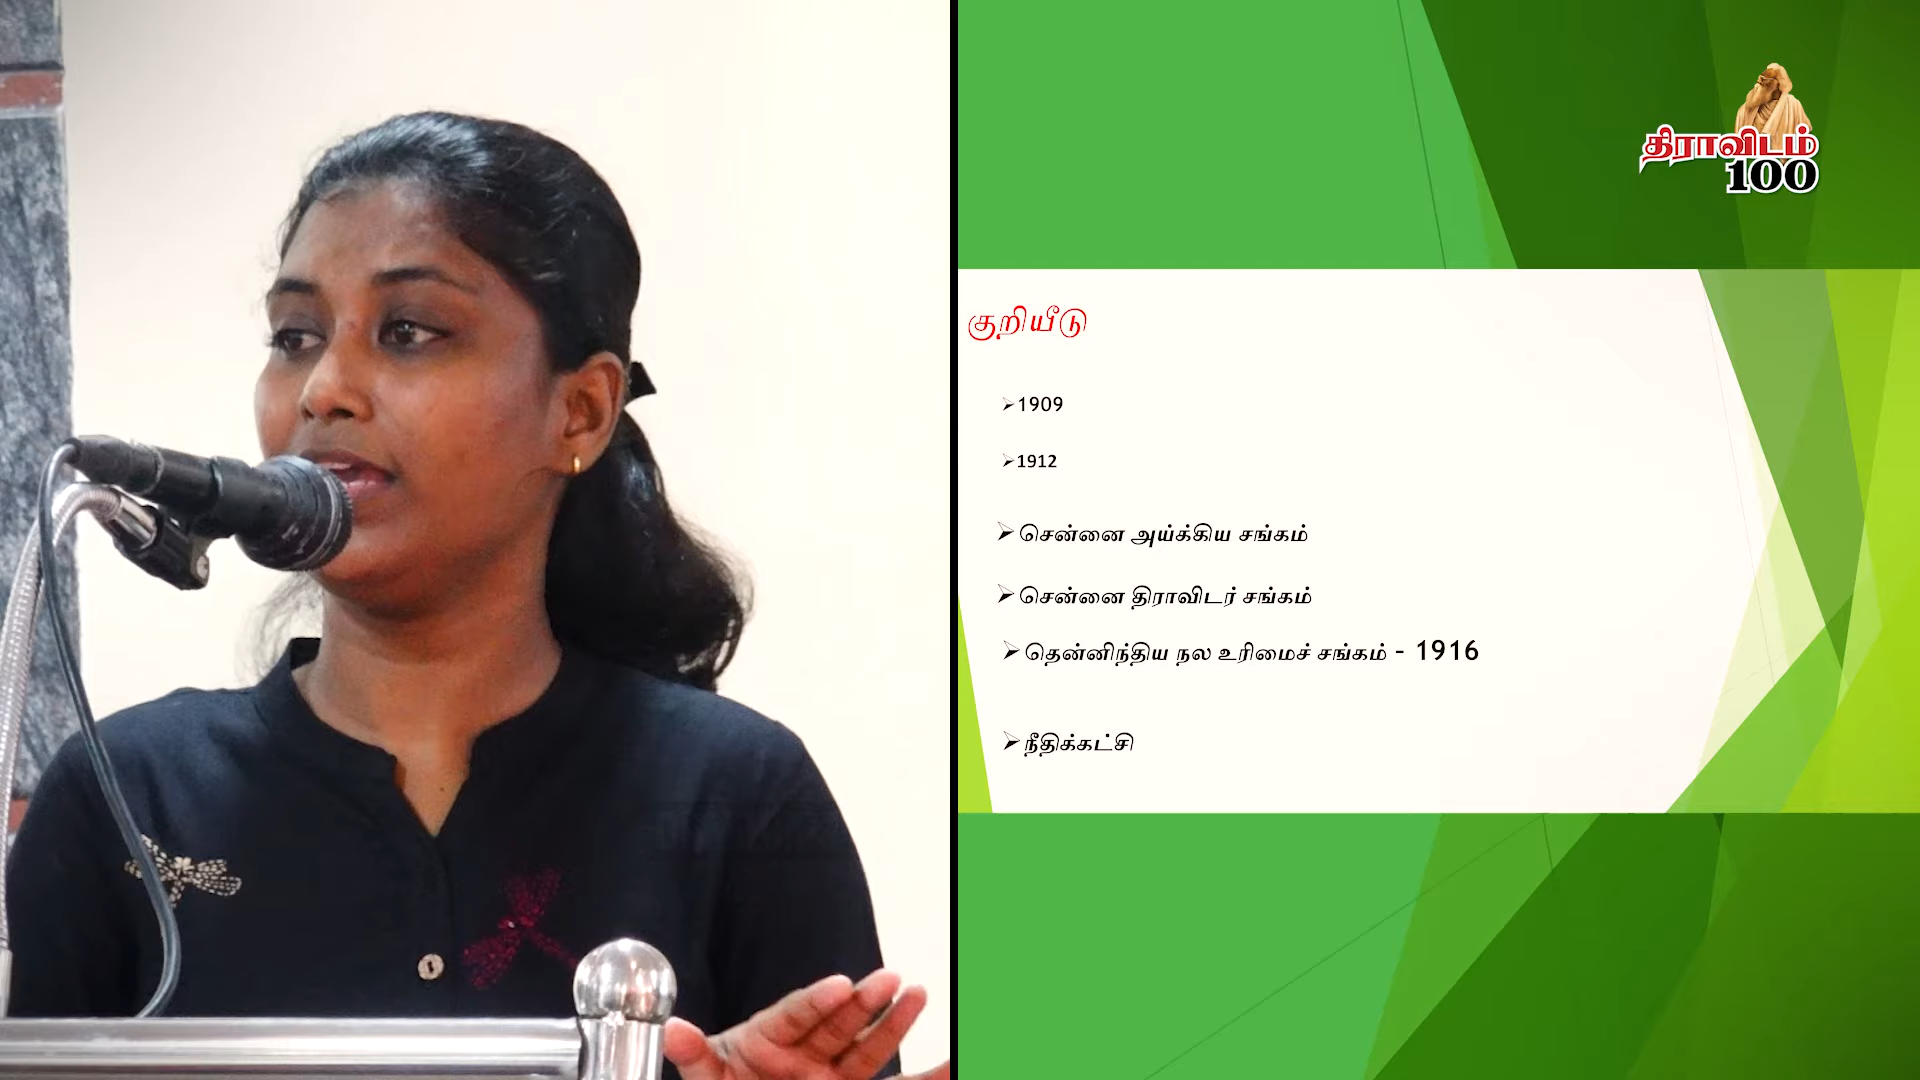 திராவிடம்
100
குறியீடு
➢1909
➢1912
➢சென்னை அய்க்கிய சங்கம்
➢சென்னை திராவிடர் சங்கம்
➢தென்னிந்திய நல உரிமைச் சங்கம் - 1916
➢நீதிக்கட்சி